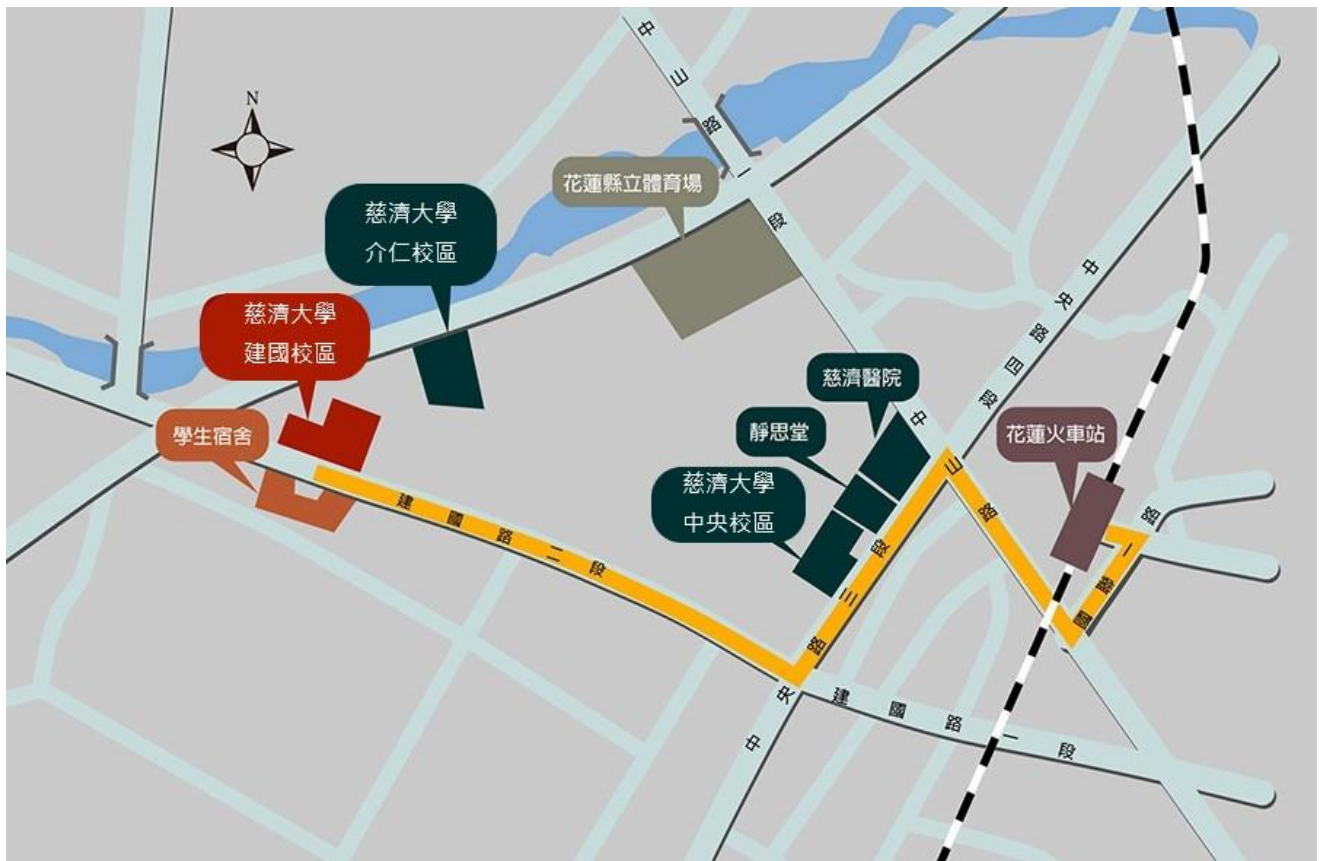 N
中山路一段
花蓮縣立體育場
慈濟大學
介仁校區
慈濟大學
建國校區
學生宿舍
慈濟醫院
靜思堂
慈濟大學
中央校區
花蓮火車站
中央路四段
中山路
國聯一路
中央路三段
建國路二段
建國路一段